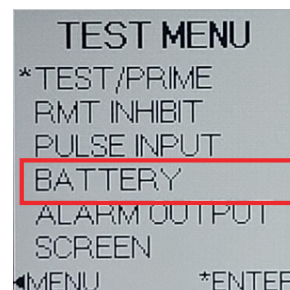 TEST MENU
*TEST/PRIME
RMT INHIBIT
PULSE INPUT
BATTERY
ALARM OUTPUT
SCREEN
◄MENU *ENTER